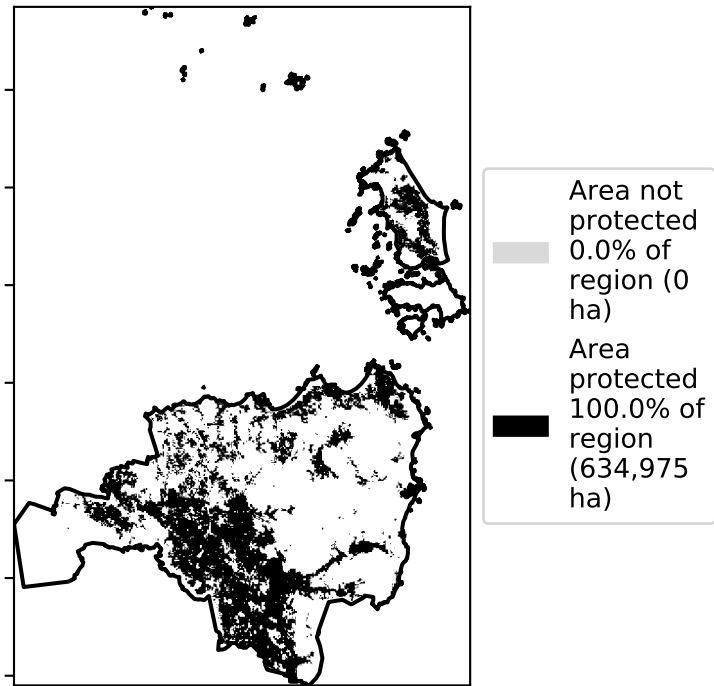 Area not
protected
0.0% of
region (0
ha)
Area
protected
100.0% of
region
(634,975
ha)